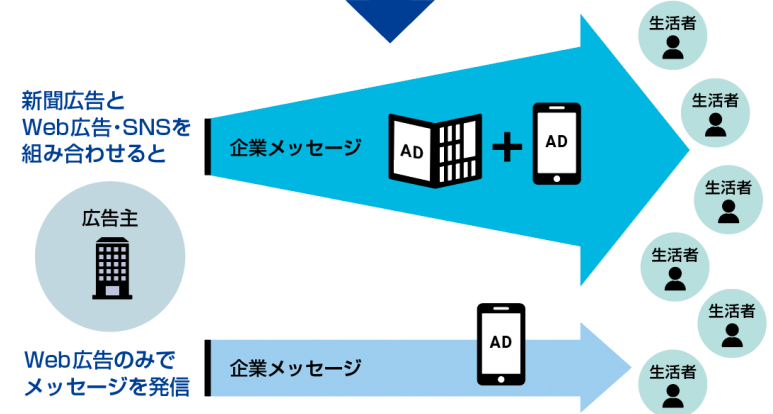 新聞広告と
Web広告・SNSを
組み合わせると
企業メッセージ
AD
AD
広告主
Web広告のみで
メッセージを発信
企業メッセージ
AD
生活者
生活者
生活者
生活者
生活者
生活者